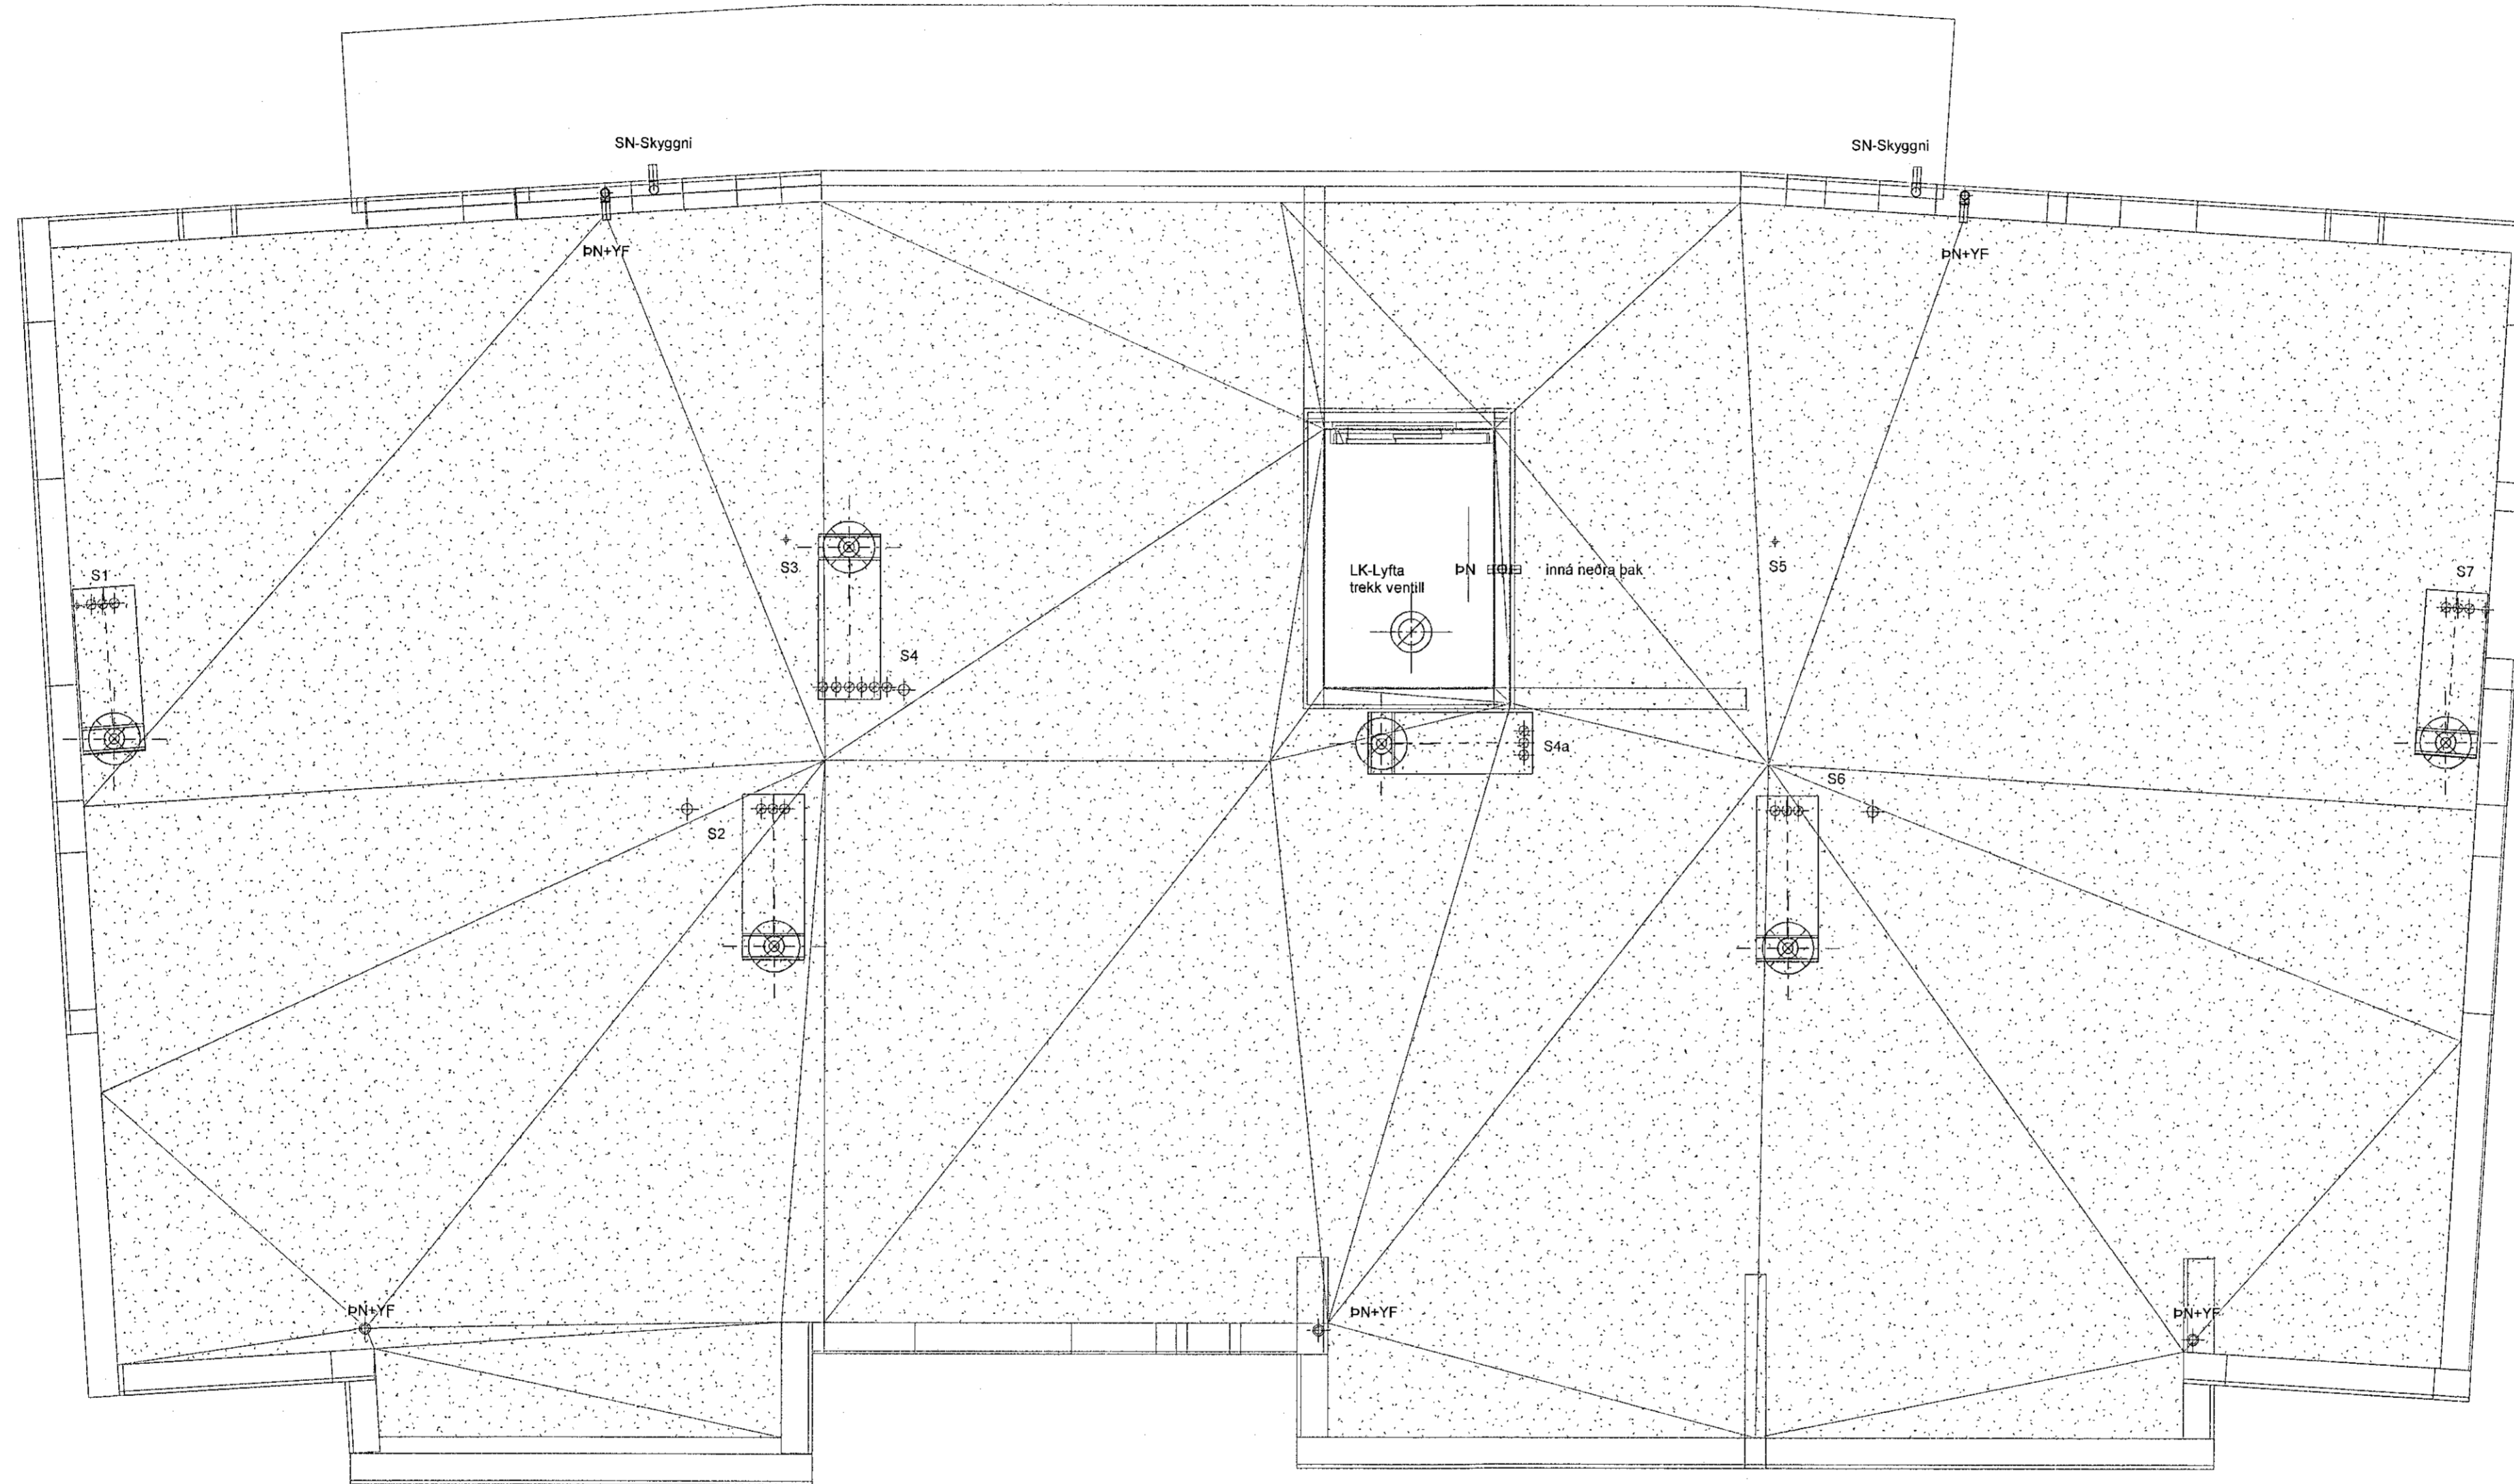 SN-Skyggni
SN-Skyggni
ÞN+YF
ÞN+YF
S1
S3
LK-Lyfta
trekk ventill
ÞN
inná neðra þak
S5
S7
S4
S4a
S6
S2
ÞN+YF
ÞN+YF
ÞN+YF